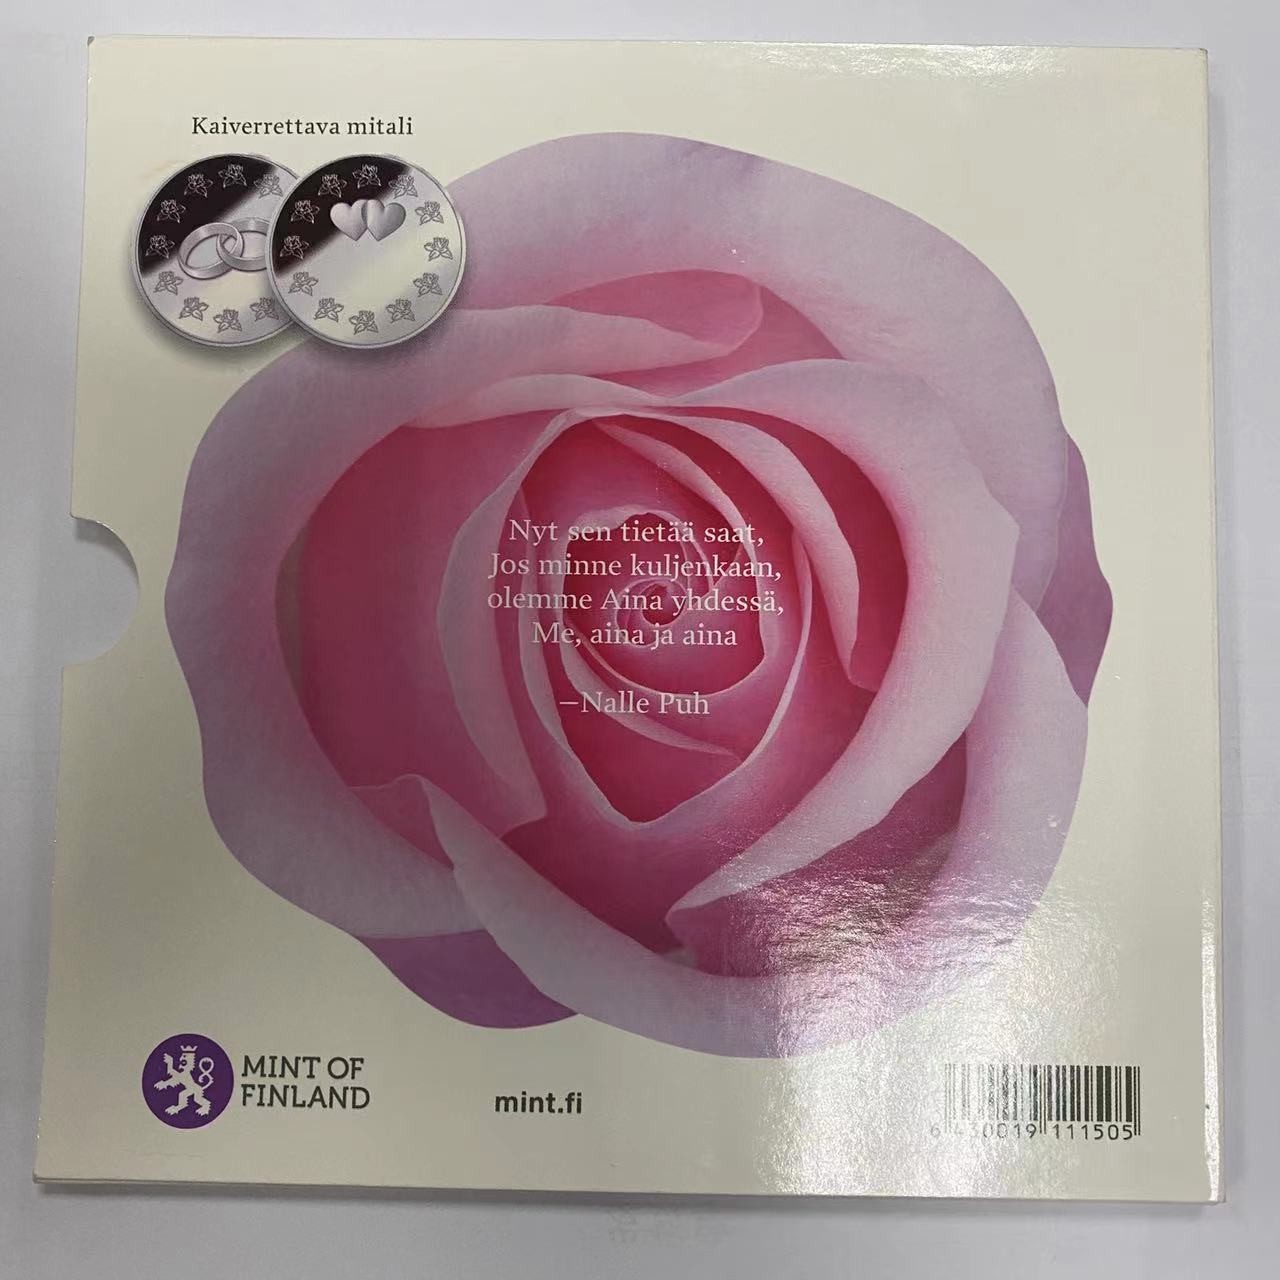 Kaiverrettava mitali
Nyt sen tietää saat,
Jos minne kuljenkaan,
olemme Aina yhdessä,
Me, aina ja aina
—Nalle Puh
MINT OF
FINLAND
mint.fi
6 430019 111505